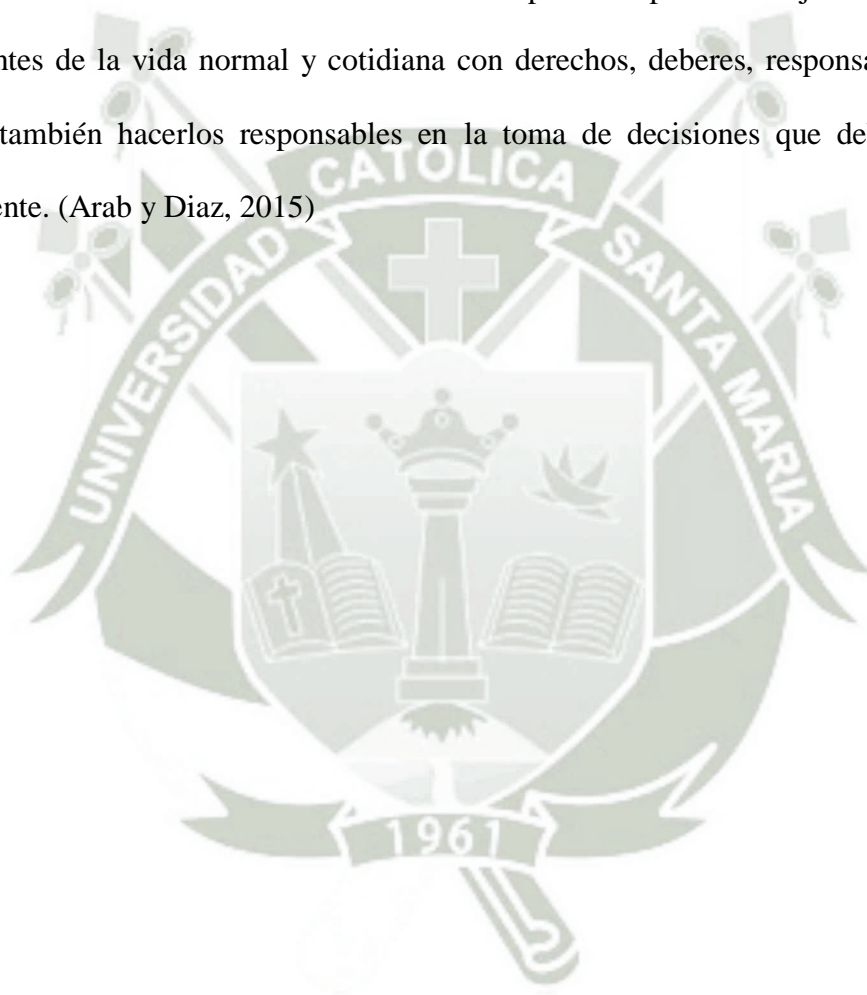 ntes de la vida normal y cotidiana con derechos, deberes, responsa
también hacerlos responsables en la toma de decisiones que de
ente. (Arab y Diaz, 2015)
UNIVERSIDAD CATOLICA SANTA MARIA
1961